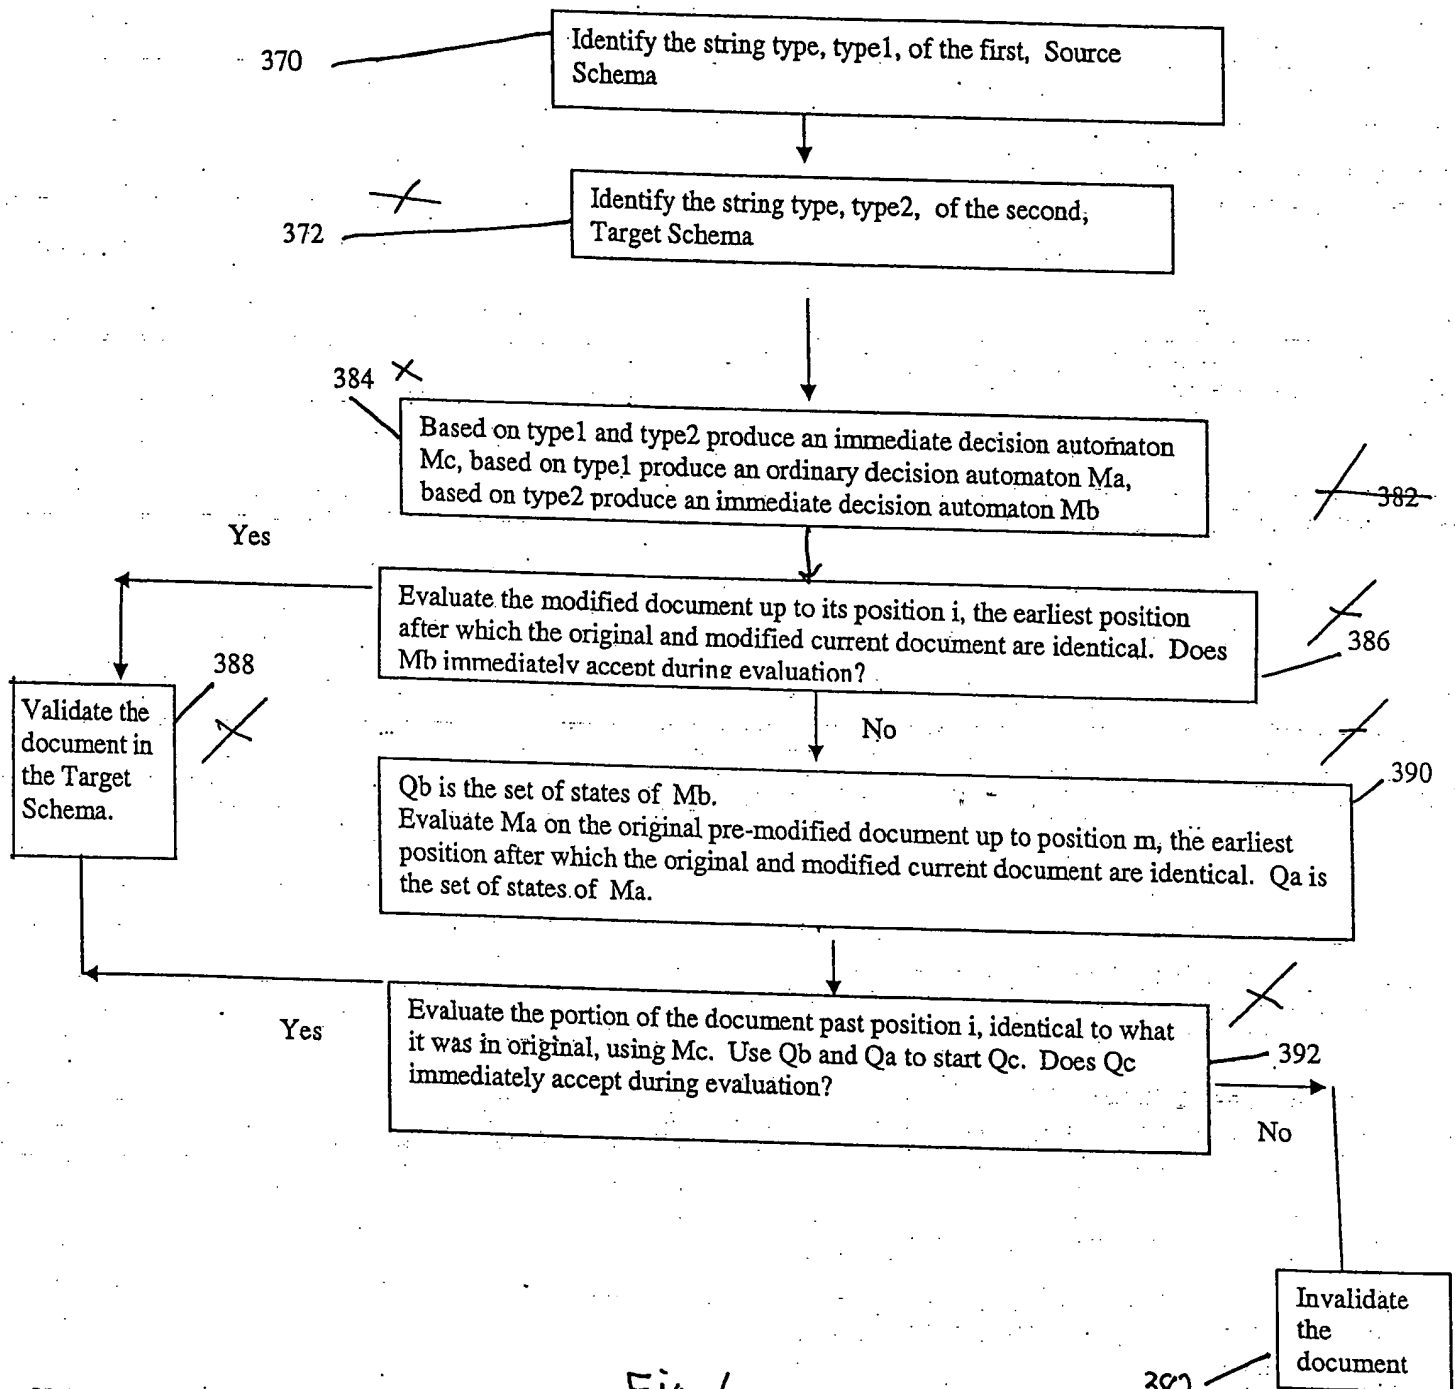 370
Identify the string type, type1, of the first, Source
Schema
372
Identify the string type, type2, of the second,
Target Schema
384
Based on type1 and type2 produce an immediate decision automaton
Mc, based on type1 produce an ordinary decision automaton Ma,
based on type2 produce an immediate decision automaton Mb
382
Yes
Evaluate the modified document up to its position i, the earliest position
after which the original and modified current document are identical. Does
Mb immediately accept during evaluation?
386
388
Validate the
document in
the Target
Schema.
No
390
Qb is the set of states of Mb.
Evaluate Ma on the original pre-modified document up to position m, the earliest
position after which the original and modified current document are identical. Qa is
the set of states of Ma.
Yes
Evaluate the portion of the document past position i, identical to what
it was in original, using Mc. Use Qb and Qa to start Qc. Does Qc
immediately accept during evaluation?
392
No
Invalidate
the
document